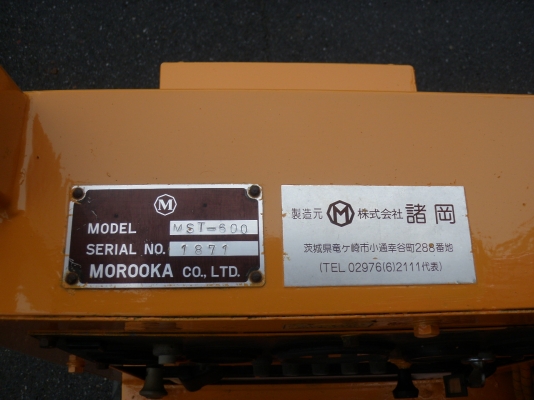 M
MODEL MST-600
SERIAL NO. 1871
MOROOKA CO., LTD.
製造元 M 株式会社 諸岡
茨城県竜ケ崎市小通幸谷町288番地
(TEL 02976(6)2111代表)